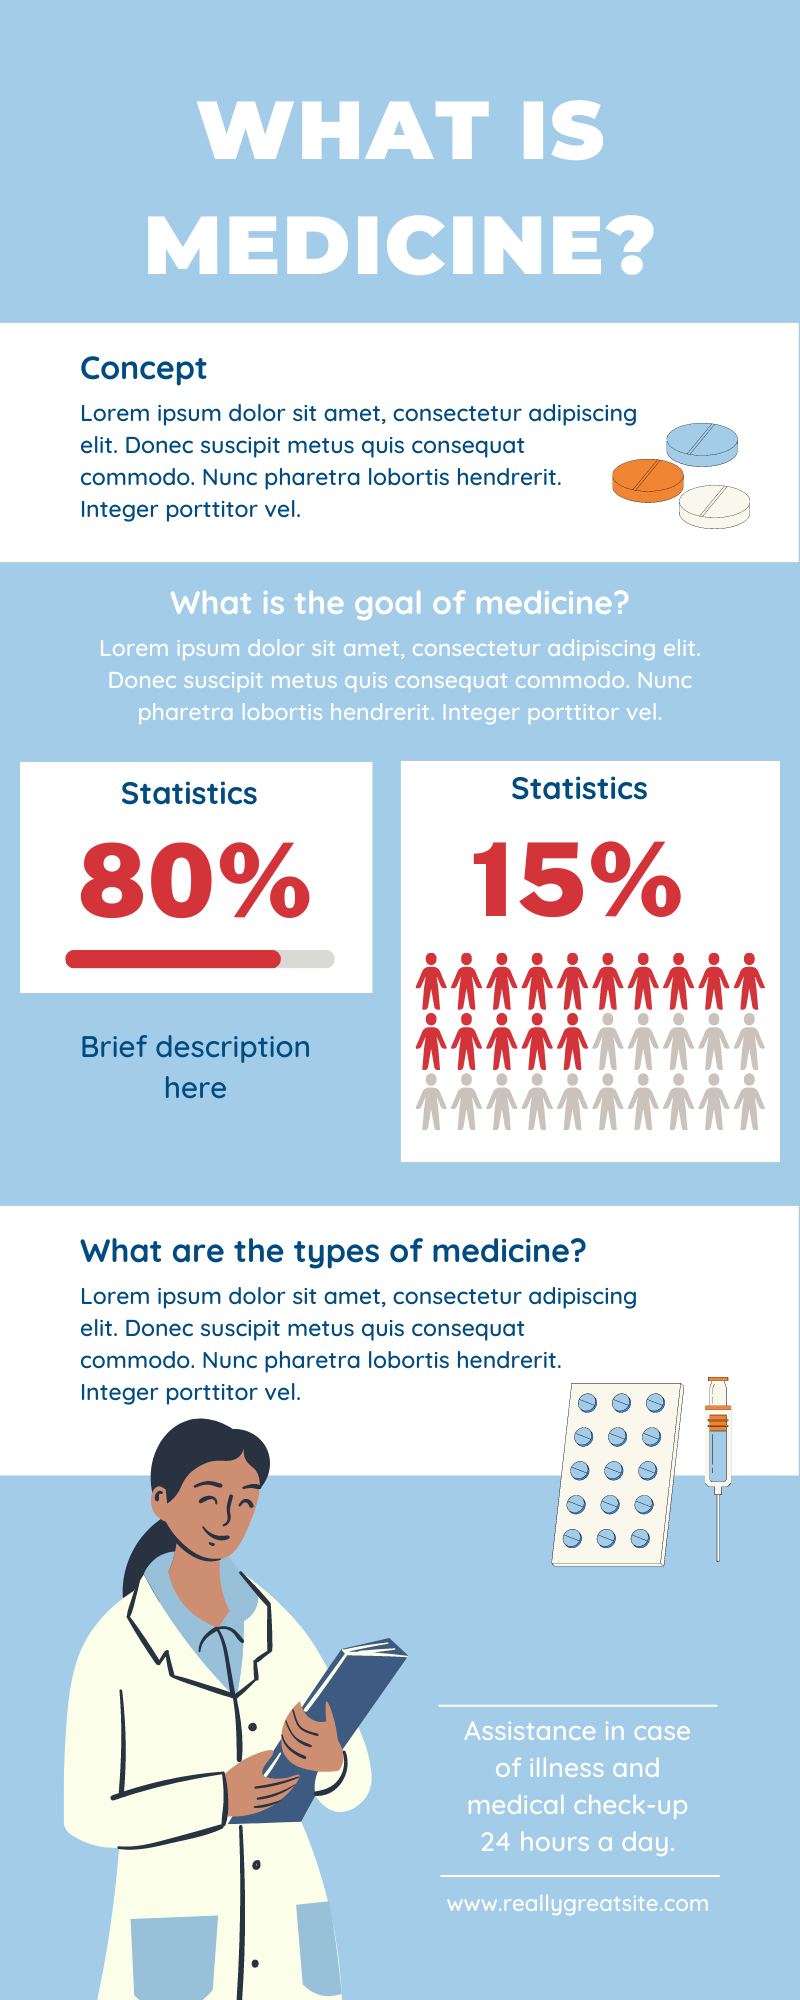 WHAT IS
MEDICINE?
Concept
Lorem ipsum dolor sit amet, consectetur adipiscing
elit. Donec suscipit metus quis consequat
commodo. Nunc pharetra lobortis hendrerit.
Integer porttitor vel.
What is the goal of medicine?
Lorem ipsum dolor sit amet, consectetur adipiscing elit.
Donec suscipit metus quis consequat commodo. Nunc
pharetra lobortis hendrerit. Integer porttitor vel.
Statistics
80%
Brief description
here
Statistics
15%
What are the types of medicine?
Lorem ipsum dolor sit amet, consectetur adipiscing
elit. Donec suscipit metus quis consequat
commodo. Nunc pharetra lobortis hendrerit.
Integer porttitor vel.
Assistance in case
of illness and
medical check-up
24 hours a day.
www.reallygreatsite.com